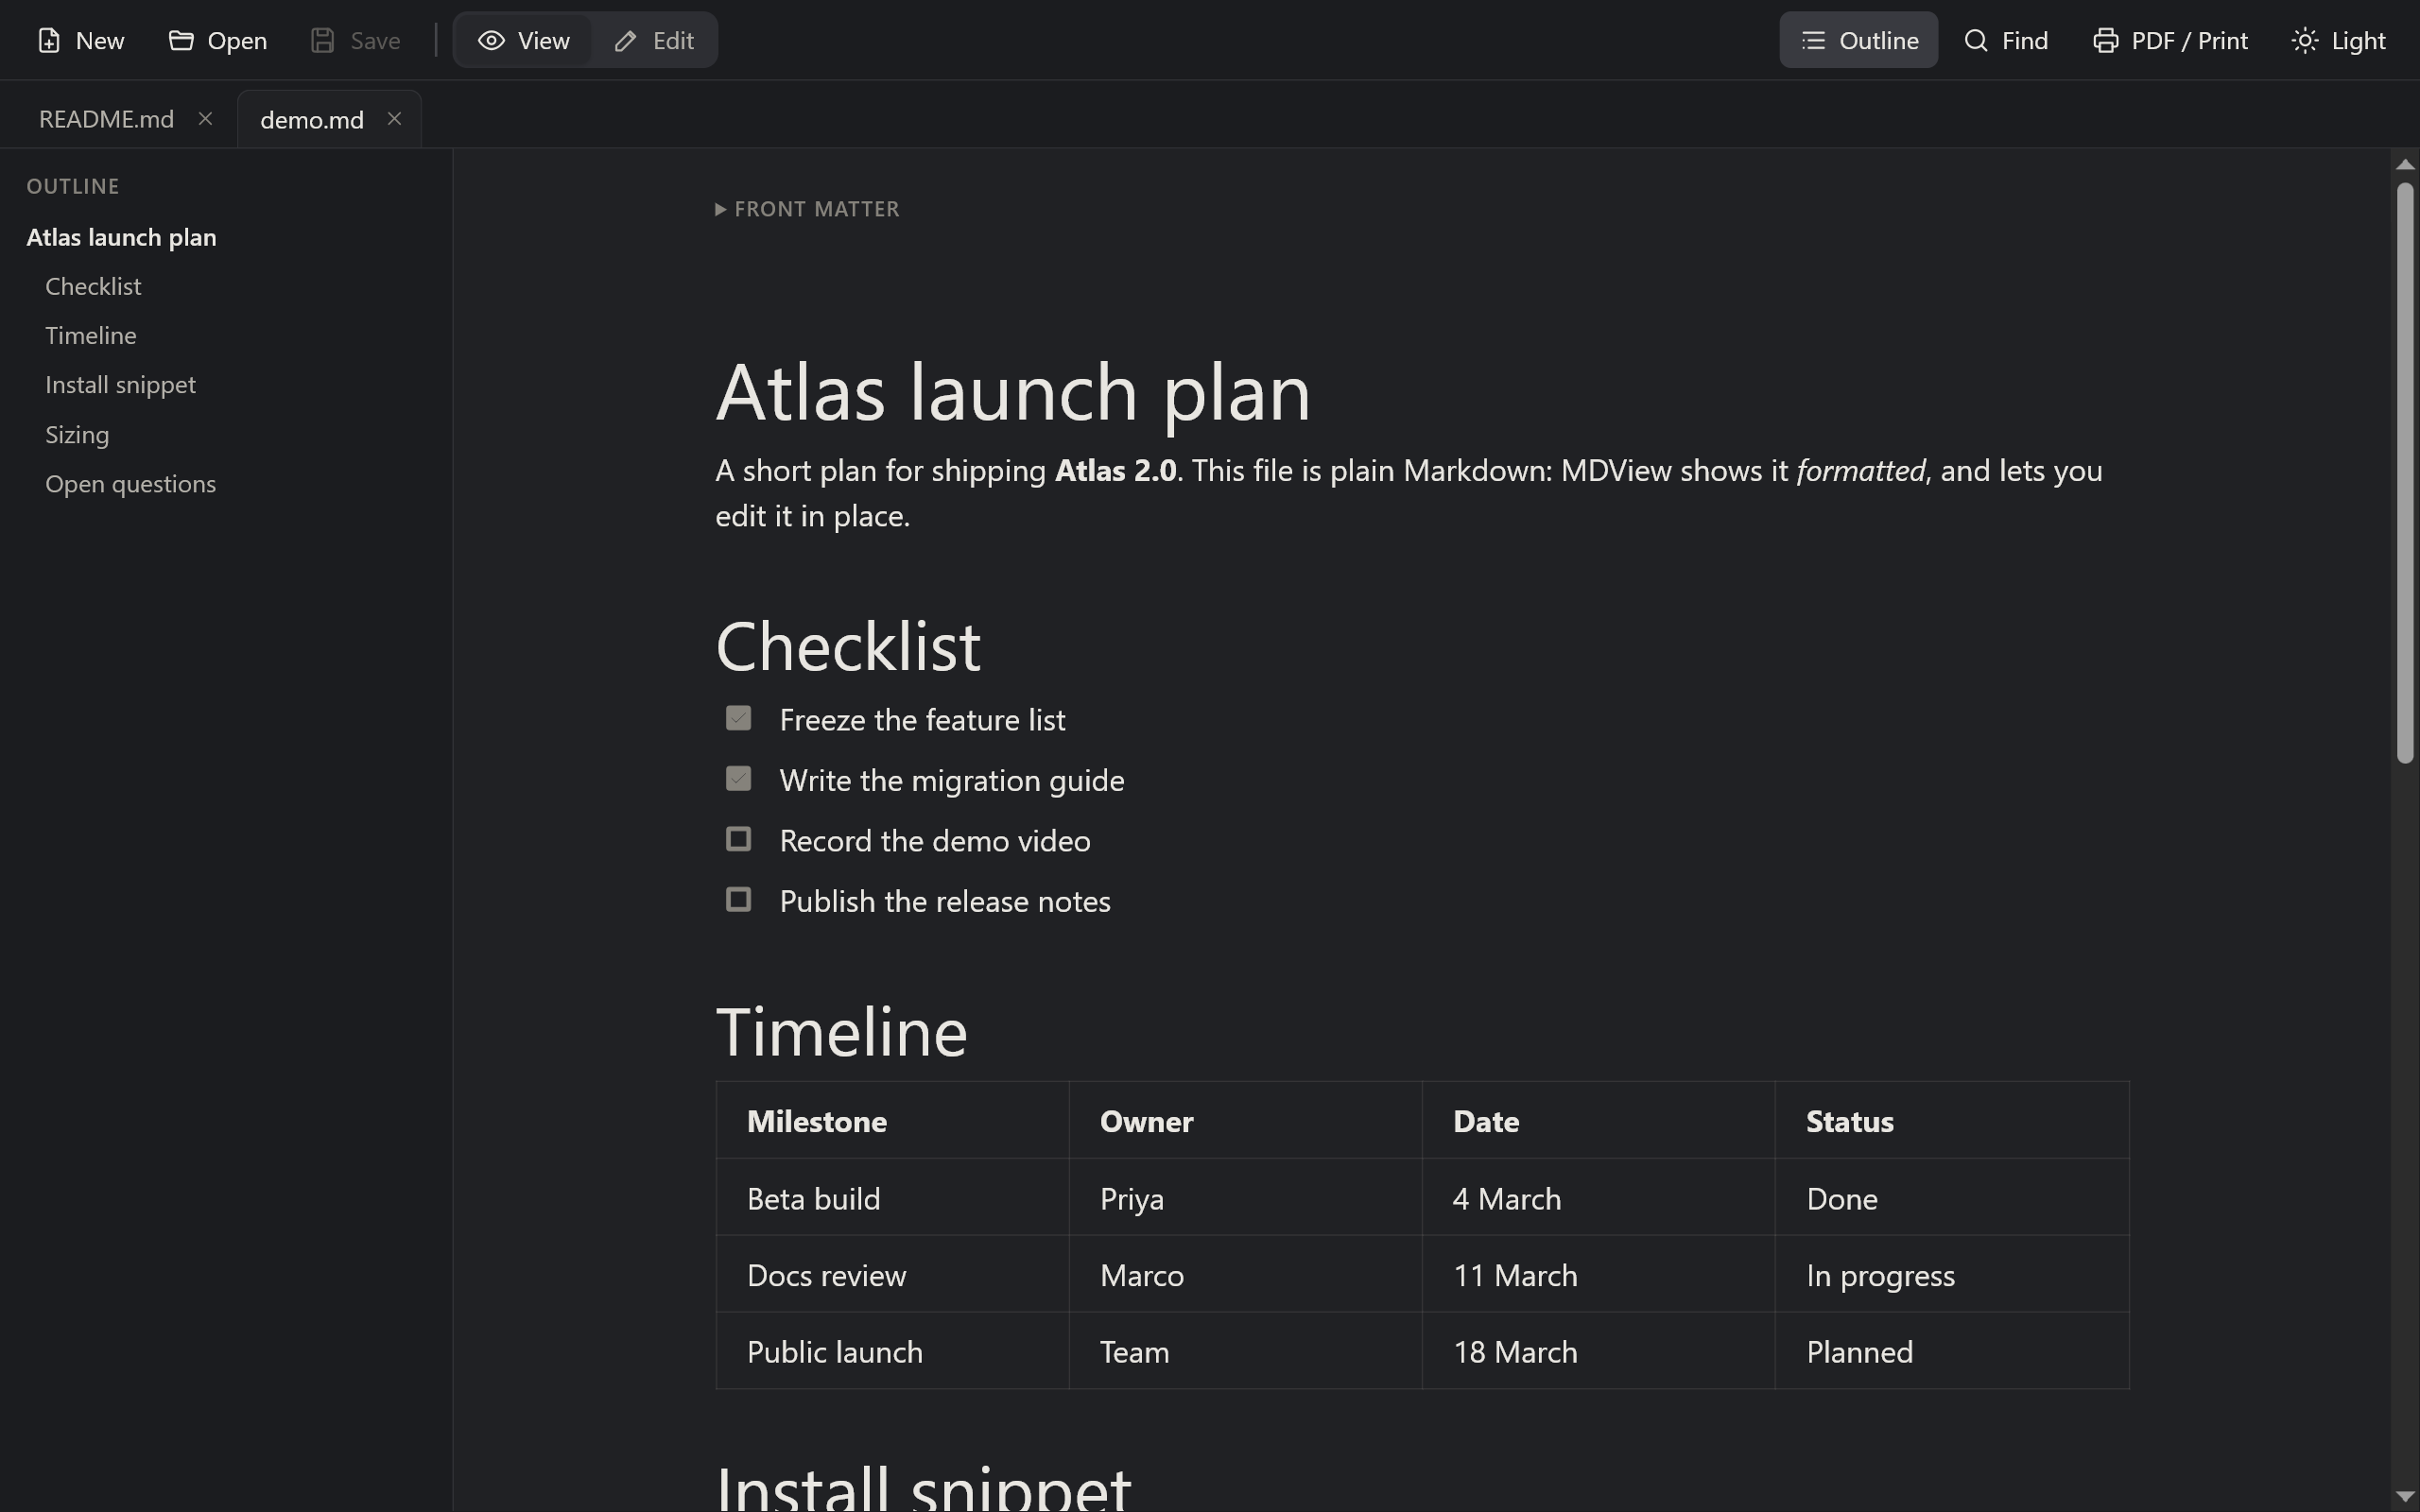 New Open Save View Edit Outline Find PDF / Print Light
README.md demo.md
OUTLINE
Atlas launch plan
Checklist
Timeline
Install snippet
Sizing
Open questions
FRONT MATTER
Atlas launch plan
A short plan for shipping Atlas 2.0. This file is plain Markdown: MDView shows it formatted, and lets you
edit it in place.
Checklist
Freeze the feature list
Write the migration guide
Record the demo video
Publish the release notes
Timeline
Milestone Owner Date Status
Beta build Priya 4 March Done
Docs review Marco 11 March In progress
Public launch Team 18 March Planned
Install snippet